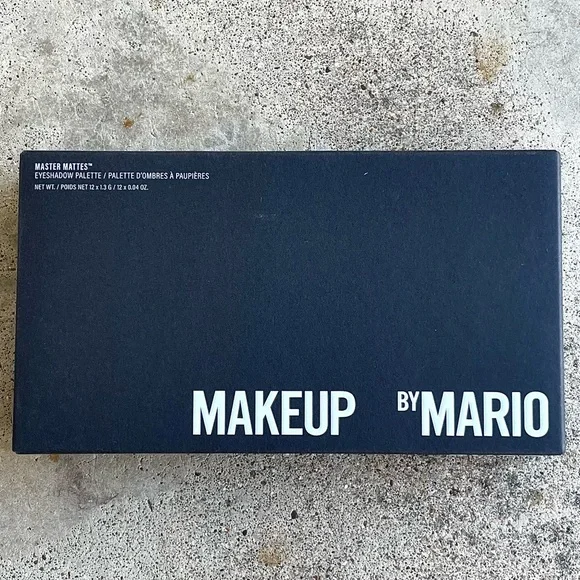 MASTER MATTES™
EYESHADOW PALETTE / PALETTE D'OMBRES À PAUPIÈRES
NET WT. / POIDS NET 12 x 1.3 G / 12 x 0.04 OZ.
MAKEUP BY MARIO